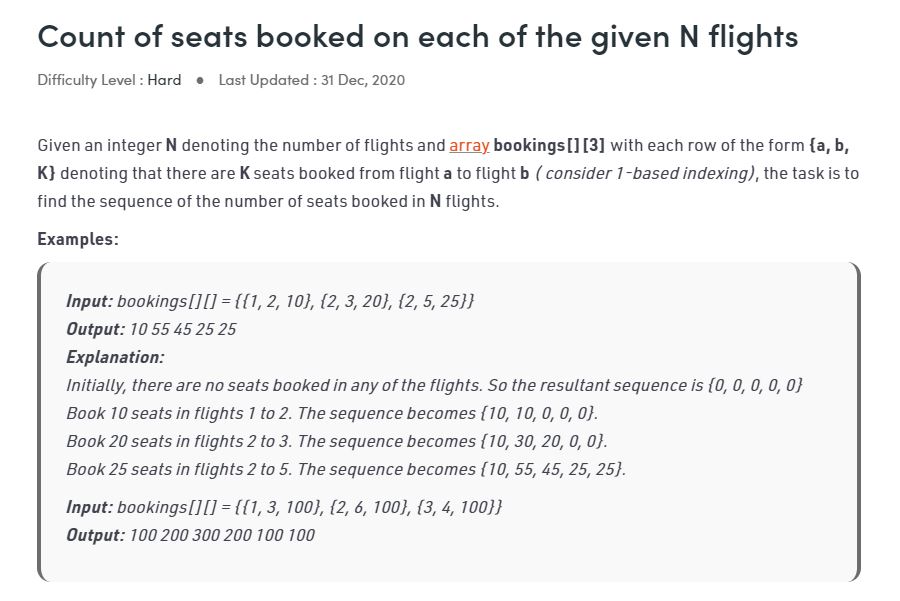 Count of seats booked on each of the given N flights
Difficulty Level : Hard ● Last Updated : 31 Dec, 2020
Given an integer N denoting the number of flights and array bookings[][3] with each row of the form {a, b,
K} denoting that there are K seats booked from flight a to flight b ( consider 1-based indexing), the task is to
find the sequence of the number of seats booked in N flights.
Examples:
Input: bookings[][] = {{1, 2, 10}, {2, 3, 20}, {2, 5, 25}}
Output: 10 55 45 25 25
Explanation:
Initially, there are no seats booked in any of the flights. So the resultant sequence is {0, 0, 0, 0, 0}
Book 10 seats in flights 1 to 2. The sequence becomes {10, 10, 0, 0, 0}.
Book 20 seats in flights 2 to 3. The sequence becomes {10, 30, 20, 0, 0}.
Book 25 seats in flights 2 to 5. The sequence becomes {10, 55, 45, 25, 25}.
Input: bookings[][] = {{1, 3, 100}, {2, 6, 100}, {3, 4, 100}}
Output: 100 200 300 200 100 100